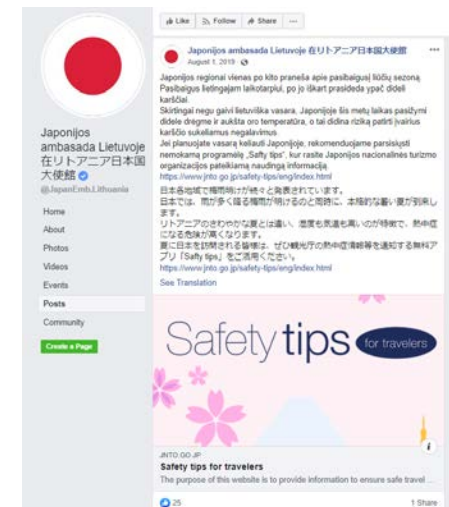 Like Follow Share
Japonijos
ambasada Lietuvoje
在リトアニア日本国
大使館
@JapanEmb.Lithuania
Home
About
Photos
Videos
Events
Posts
Community
Create a Page
Japonijos ambasada Lietuvoje 在リトアニア日本国大使館
August 1, 2019
Japonijos regionai vienas po kito praneša apie pasibaigusį liūčių sezoną.
Pasibaigus lietingajam laikotarpiui, po jo iškart prasideda ypač dideli
karščiai.
Skirtingai negu gaivi lietuviška vasara, Japonijoje šis metų laikas pasižymi
didele drėgme ir aukšta oro temperatūra, o tai didina riziką patirti įvairius
karščio sukeliamus negalavimus.
Jei planuojate vasarą keliauti Japonijoje, rekomenduojame parsisiųsti
nemokamą programėlę „Safty tips“, kur rasite Japonijos nacionalinės turizmo
organizacijos pateikiamą naudingą informaciją.
https://www.jnto.go.jp/safety-tips/eng/index.html
日本各地域で梅雨明けが続々と発表されています。
日本では、雨が多く降る梅雨が明けるのと同時に、本格的な暑い夏が到来し
ます。
リトアニアのさわやかな夏とは違い、湿度も気温も高いのが特徴で、熱中症
になる危険が高くなります。
夏に日本を訪問される皆様は、ぜひ観光庁の熱中症情報等を通知する無料ア
プリ「Safty tips」をご活用ください。
https://www.jnto.go.jp/safety-tips/eng/index.html
See Translation
Safety tips for travelers
JNTO.GO.JP
Safety tips for travelers
The purpose of this website is to provide information to ensure safe travel ...
25
1 Share